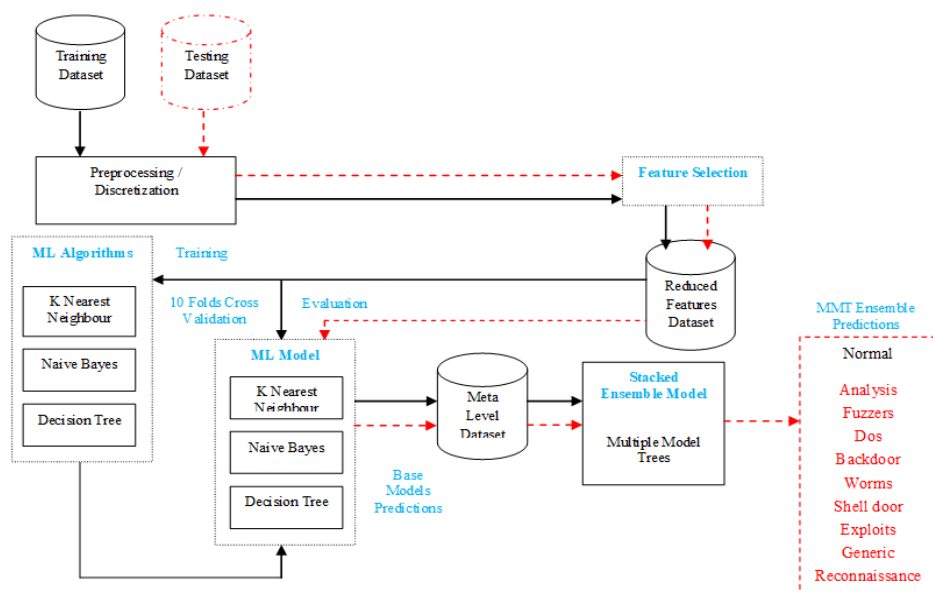 Training
Dataset
Testing
Dataset
Preprocessing /
Discretization
Feature Selection
ML Algorithms
K Nearest
Neighbour
Naive Bayes
Decision Tree
Training
10 Folds Cross
Validation
Evaluation
Reduced
Features
Dataset
ML Model
K Nearest
Neighbour
Naive Bayes
Decision Tree
Meta
Level
Dataset
Base
Models
Predictions
Stacked
Ensemble Model
Multiple Model
Trees
MMT Ensemble
Predictions
Normal
Analysis
Fuzzers
Dos
Backdoor
Worms
Shell door
Exploits
Generic
Reconnaissance